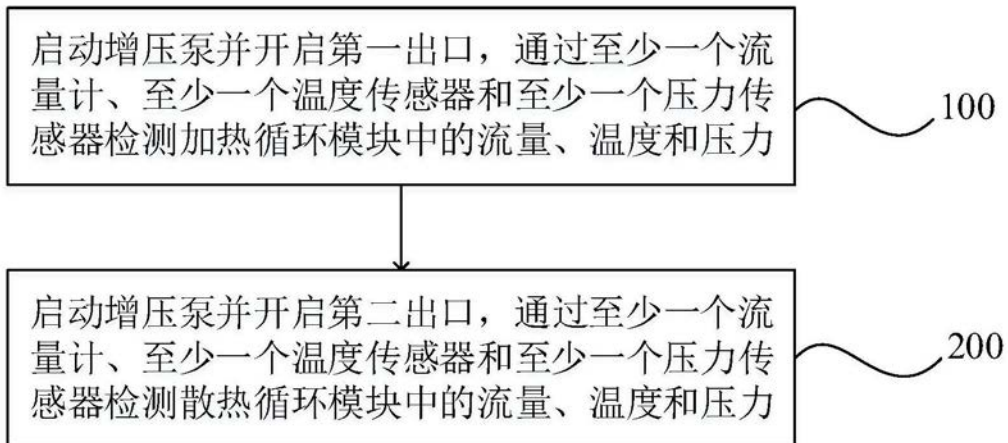 启动增压泵并开启第一出口，通过至少一个流
量计、至少一个温度传感器和至少一个压力传
感器检测加热循环模块中的流量、温度和压力
100
启动增压泵并开启第二出口，通过至少一个流
量计、至少一个温度传感器和至少一个压力传
感器检测散热循环模块中的流量、温度和压力
200